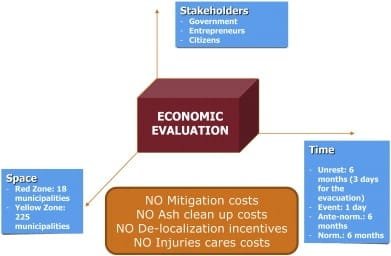 Stakeholders
- Government
- Entrepreneurs
- Citizens
ECONOMIC
EVALUATION
Space
- Red Zone: 18
municipalities
- Yellow Zone:
225
municipalities
Time
- Unrest: 6
months (3 days
for the
evacuation)
- Event: 1 day
- Ante-norm.: 6
months
- Norm.: 6 months
NO Mitigation costs
NO Ash clean up costs
NO De-localization incentives
NO Injuries cares costs